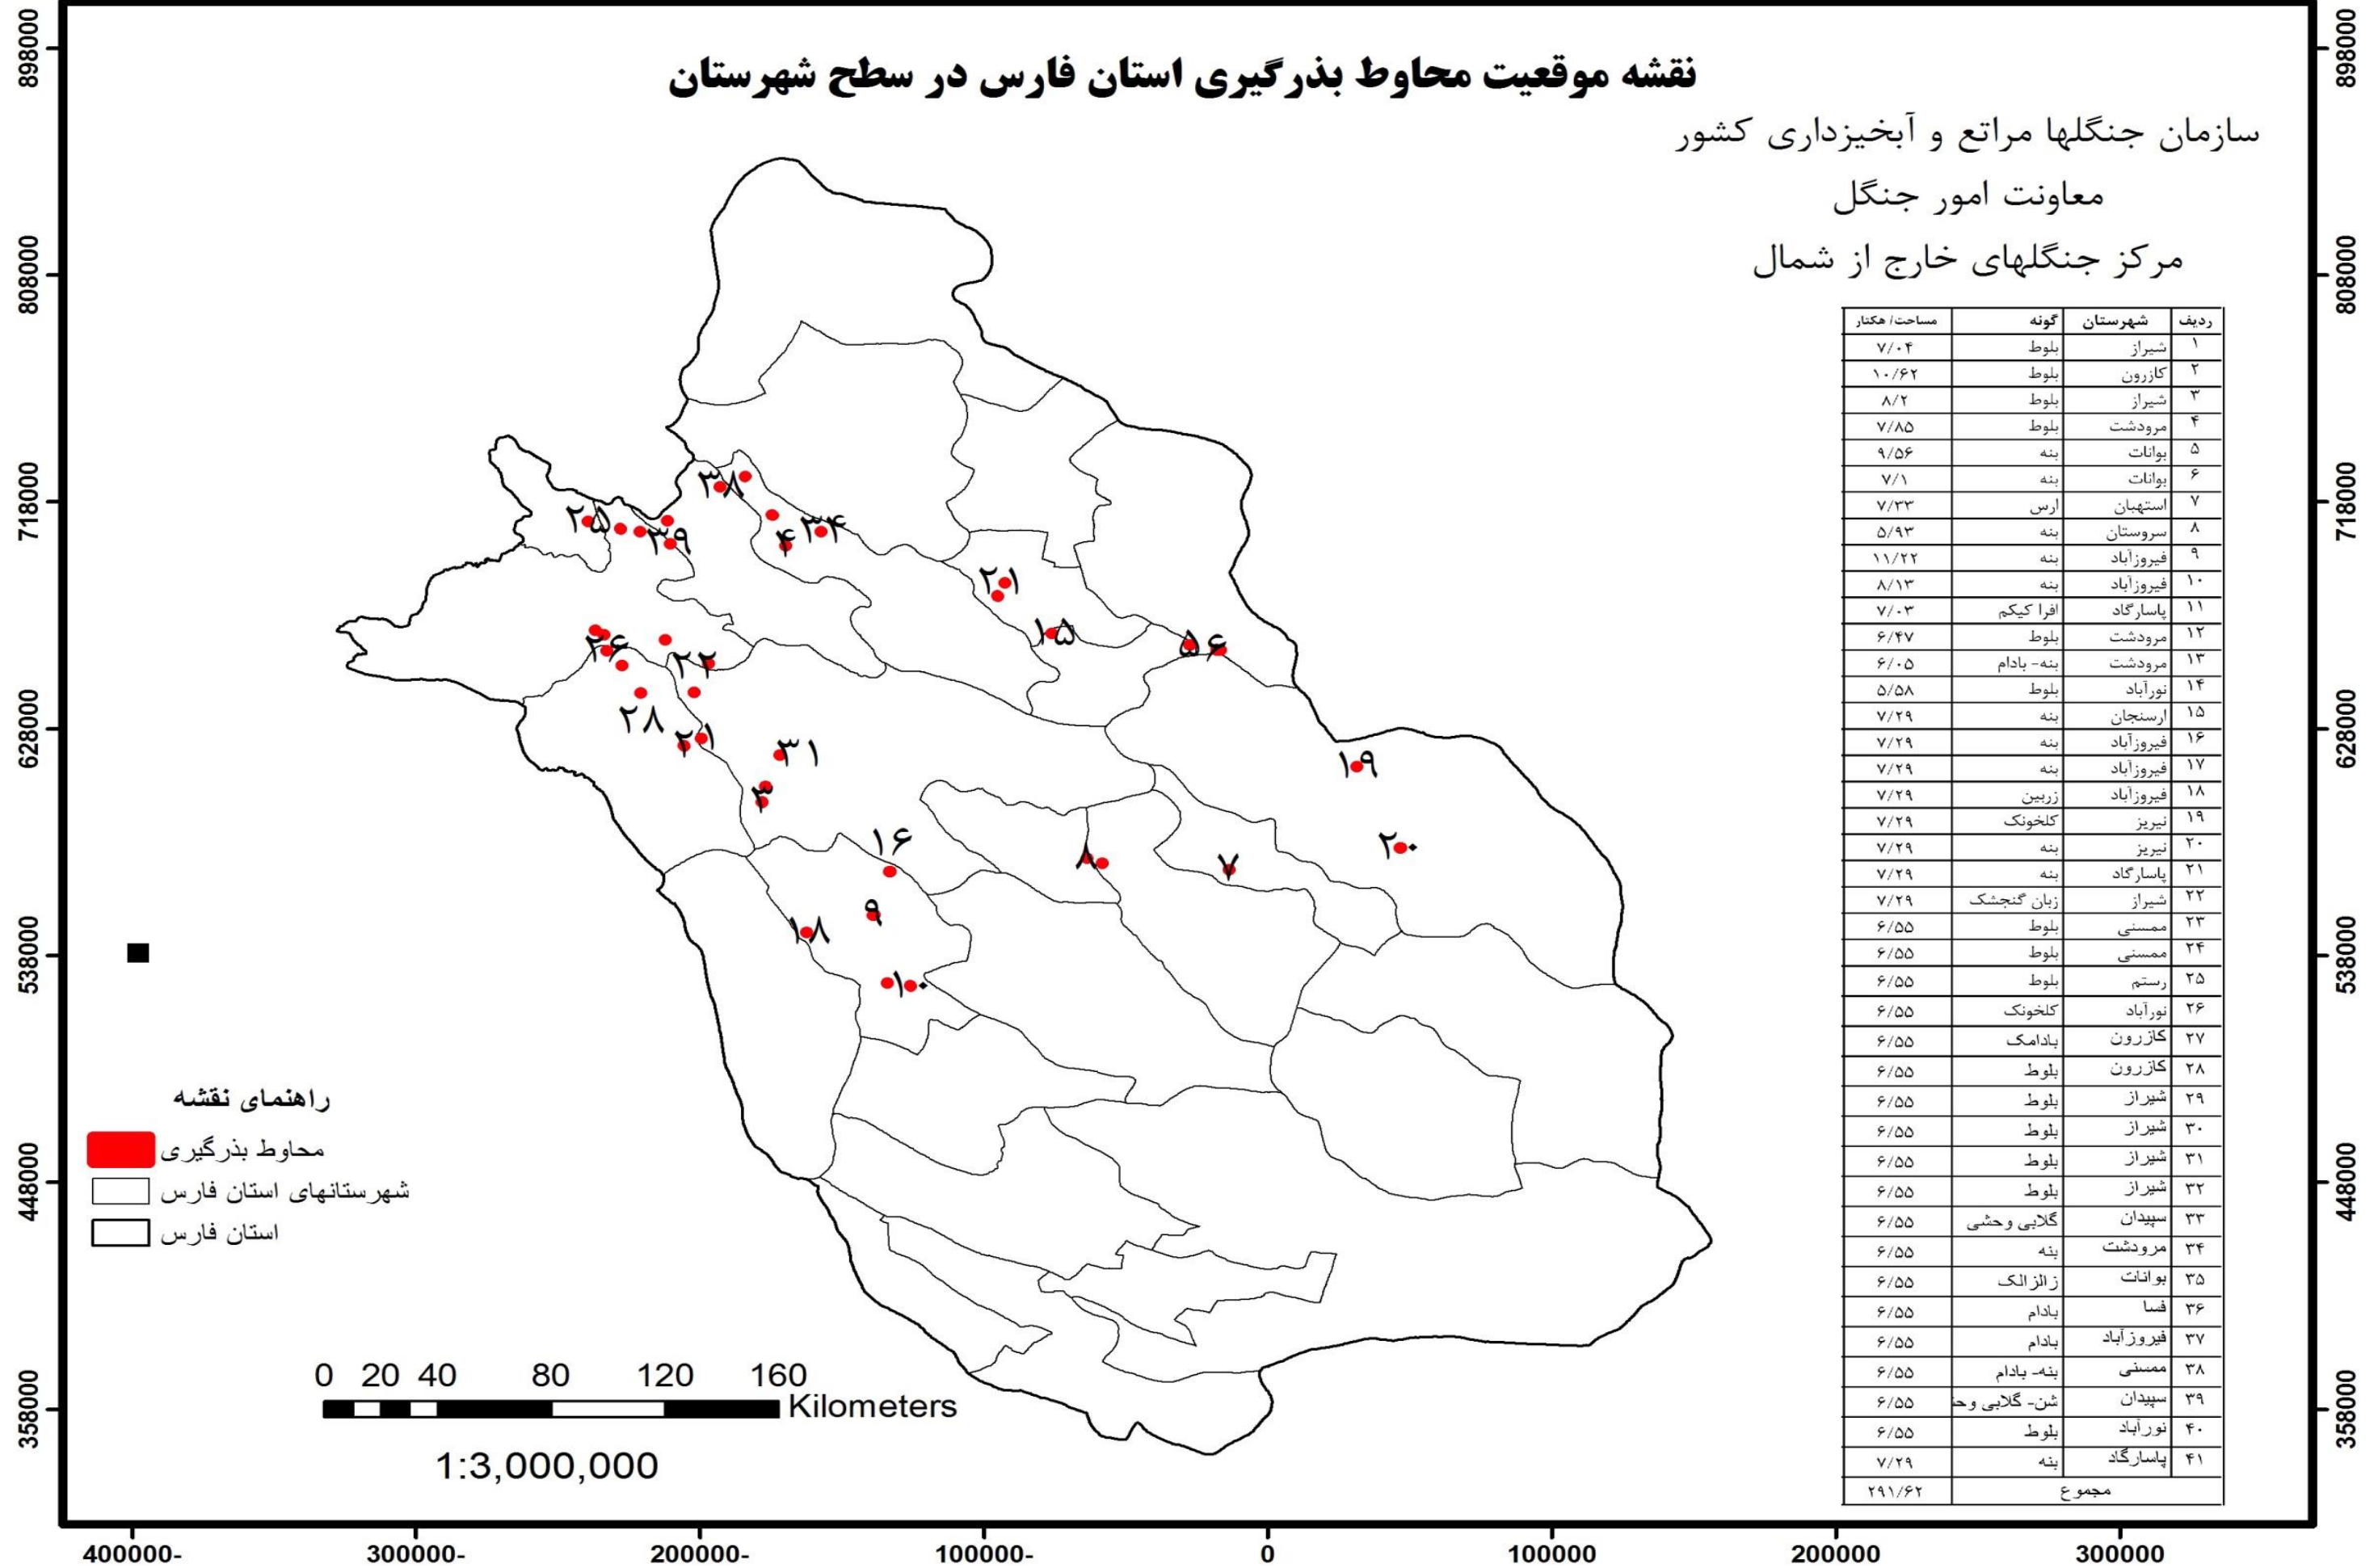 نقشه موقعیت محاوط بذرگیری استان فارس در سطح شهرستان
سازمان جنگلها مراتع و آبخیزداری کشور
معاونت امور جنگل
مرکز جنگلهای خارج از شمال
ردیف شهرستان گونه مساحت/ هکتار
۱ شیراز بلوط ۷/۰۴
۲ کازرون بلوط ۱۰/۶۲
۳ شیراز بلوط ۸/۲
۴ مرودشت بلوط ۷/۸۵
۵ بوانات بنه ۹/۵۶
۶ بوانات بنه ۷/۱
۷ استهبان ارس ۷/۳۳
۸ سروستان بنه ۵/۹۳
۹ فیروزآباد بنه ۱۱/۲۲
۱۰ فیروزآباد بنه ۸/۱۳
۱۱ پاسارگاد افرا کیکم ۷/۰۳
۱۲ مرودشت بلوط ۶/۴۷
۱۳ مرودشت بنه- بادام ۶/۰۵
۱۴ نورآباد بلوط ۵/۵۸
۱۵ ارسنجان بنه ۷/۲۹
۱۶ فیروزآباد بنه ۷/۲۹
۱۷ فیروزآباد بنه ۷/۲۹
۱۸ فیروزآباد زربین ۷/۲۹
۱۹ نیریز کلخونک ۷/۲۹
۲۰ نیریز بنه ۷/۲۹
۲۱ پاسارگاد بنه ۷/۲۹
۲۲ شیراز زبان گنجشک ۷/۲۹
۲۳ ممسنی بلوط ۶/۵۵
۲۴ ممسنی بلوط ۶/۵۵
۲۵ رستم بلوط ۶/۵۵
۲۶ نورآباد کلخونک ۶/۵۵
۲۷ کازرون بادامک ۶/۵۵
۲۸ کازرون بلوط ۶/۵۵
۲۹ شیراز بلوط ۶/۵۵
۳۰ شیراز بلوط ۶/۵۵
۳۱ شیراز بلوط ۶/۵۵
۳۲ شیراز بلوط ۶/۵۵
۳۳ سپیدان گلابی وحشی ۶/۵۵
۳۴ مرودشت بنه ۶/۵۵
۳۵ بوانات زالزالک ۶/۵۵
۳۶ فسا بادام ۶/۵۵
۳۷ فیروزآباد بادام ۶/۵۵
۳۸ ممسنی بنه- بادام ۶/۵۵
۳۹ سپیدان شن- گلابی وحش ۶/۵۵
۴۰ نورآباد بلوط ۶/۵۵
۴۱ پاسارگاد بنه ۷/۲۹
مجموع ۲۹۱/۶۲
۳۸
۲۵
۳۹
۴
۳۴
۲۱
۱۵
۵
۶
۲۶
۲۲
۲۸
۲۱
۳۱
۳
۱۹
۱۶
۸
۷
۲۰
۹
۱۸
۱۰
راهنمای نقشه
محاوط بذرگیری
شهرستانهای استان فارس
استان فارس
0 20 40 80 120 160
Kilometers
1:3,000,000
898000
808000
718000
628000
538000
448000
358000
898000
808000
718000
628000
538000
448000
358000
400000- 300000- 200000- 100000- 0 100000 200000 300000